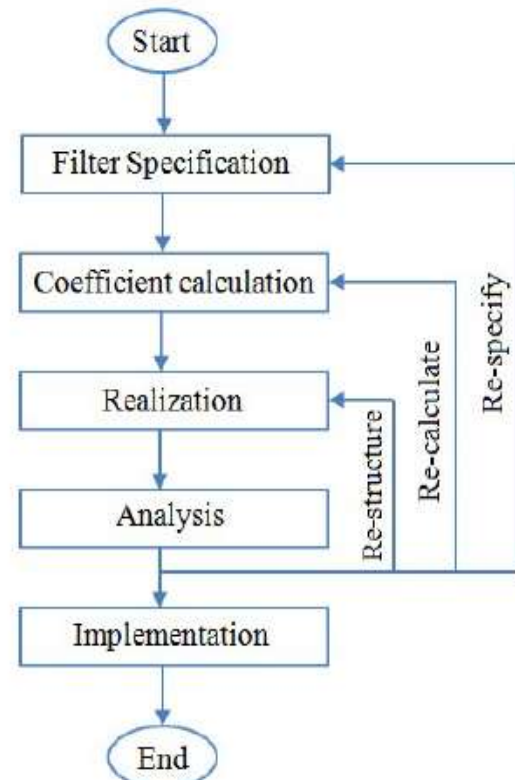 Start
Filter Specification
Coefficient calculation
Realization
Analysis
Implementation
End
Re-structure
Re-calculate
Re-specify